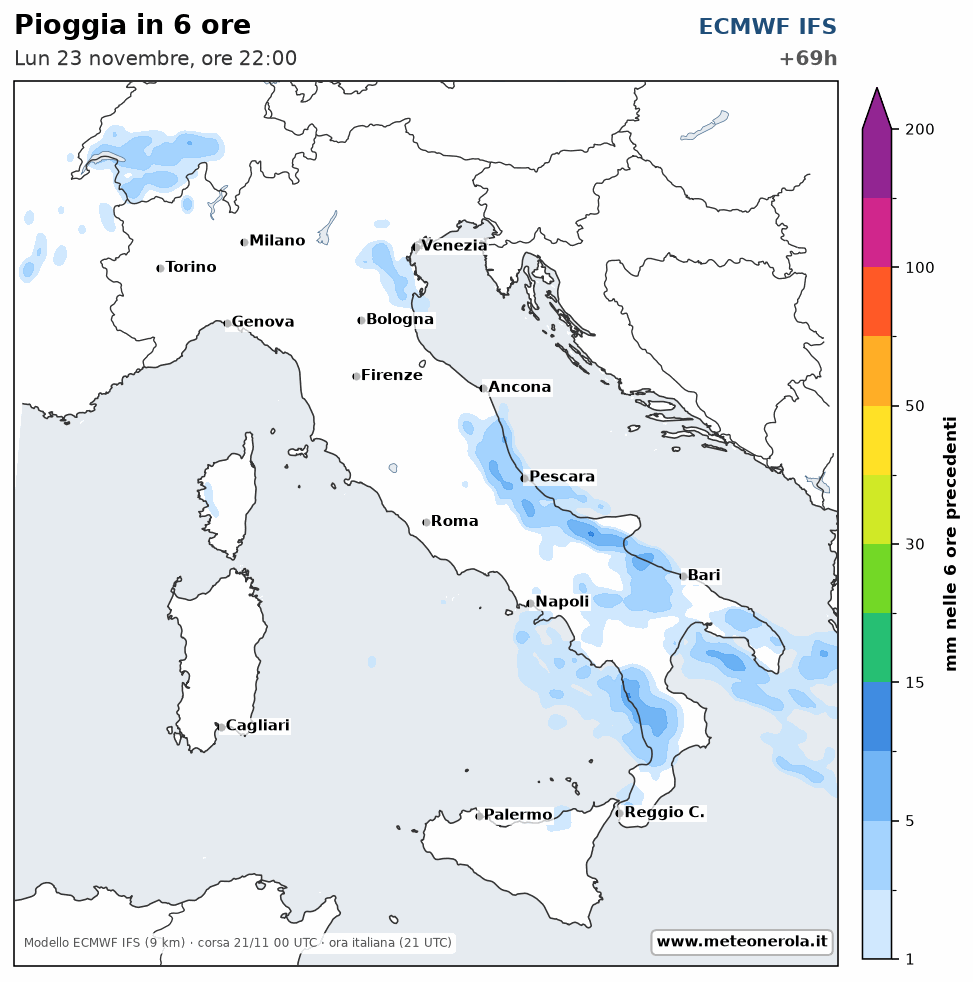 Pioggia in 6 ore
ECMWF IFS
Lun 23 novembre, ore 22:00
+69h
200
100
50
30
15
5
1
mm nelle 6 ore precedenti
Milano
Venezia
Torino
Genova
Bologna
Firenze
Ancona
Pescara
Roma
Bari
Napoli
Cagliari
Palermo
Reggio C.
Modello ECMWF IFS (9 km) · corsa 21/11 00 UTC · ora italiana (21 UTC)
www.meteonerola.it